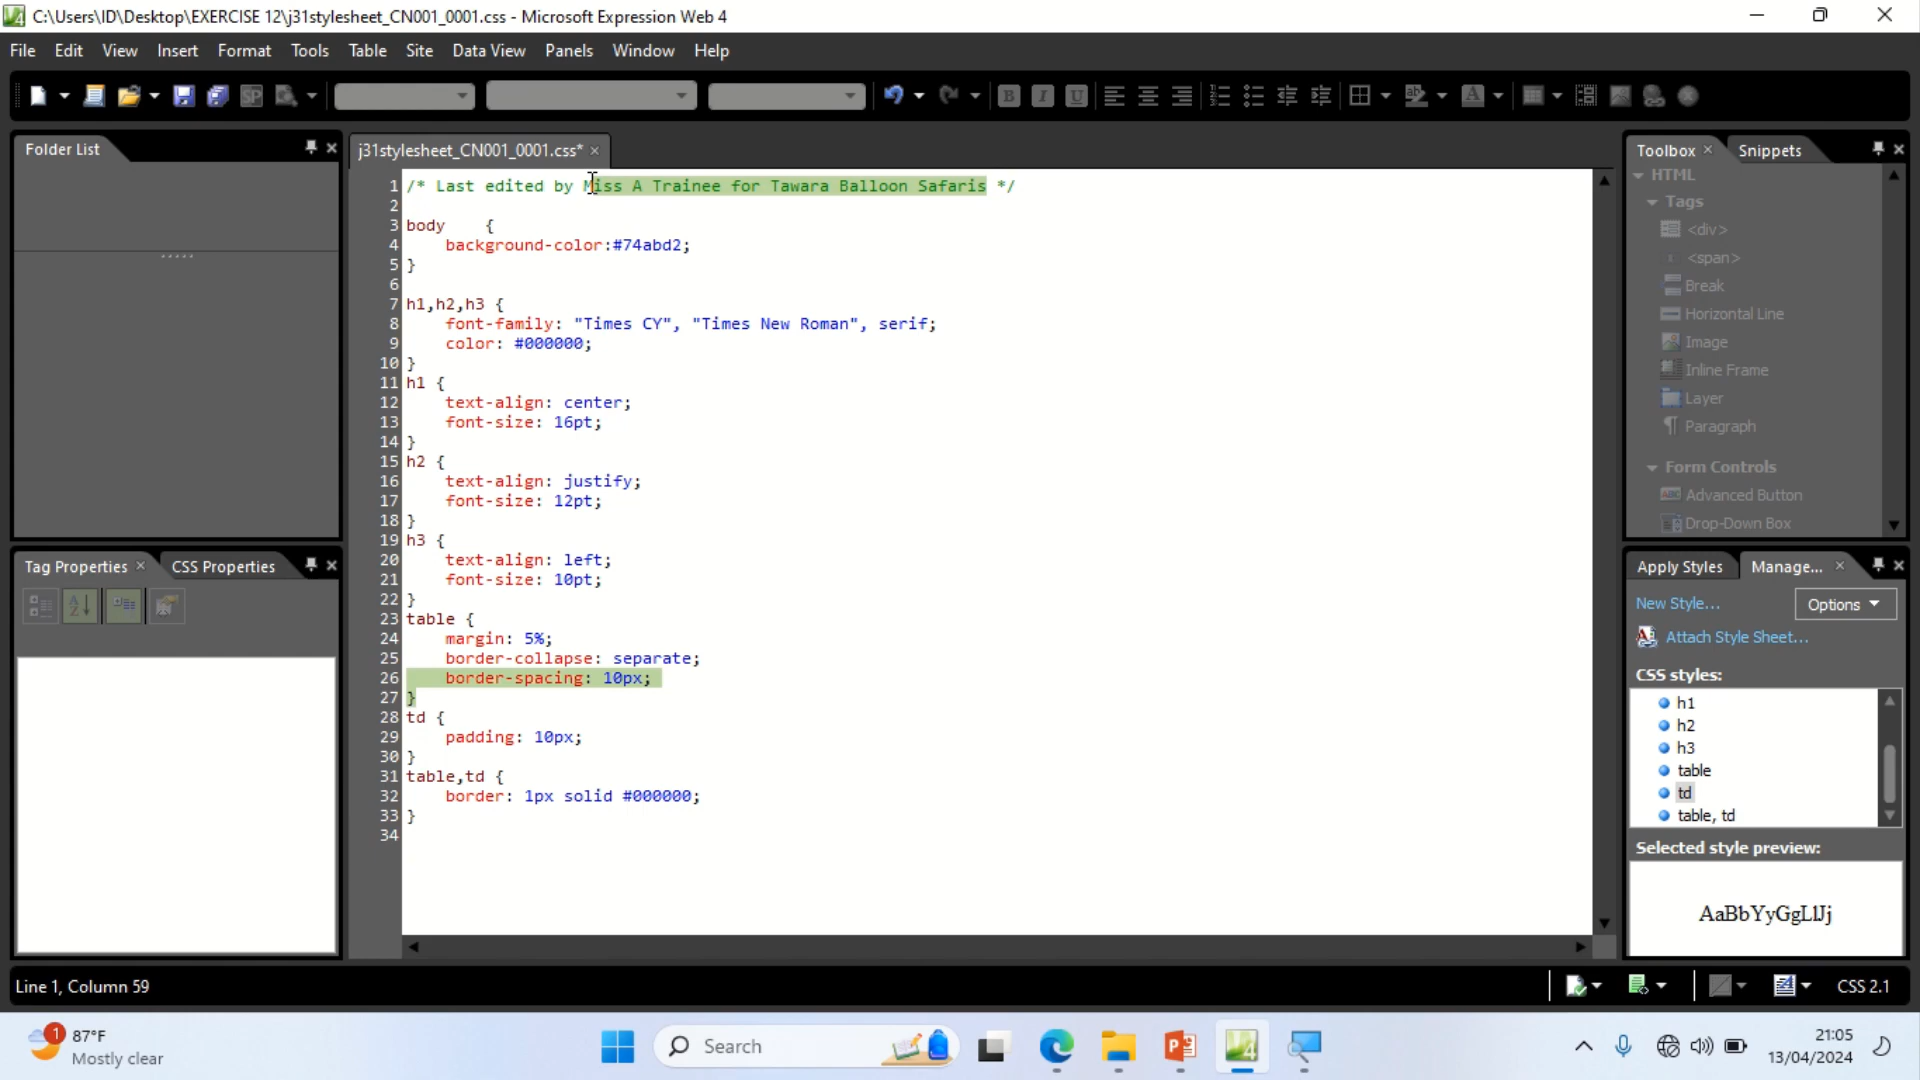 C:\Users\ID\Desktop\EXERCISE 12\j31stylesheet_CN001_0001.css - Microsoft Expression Web 4
File Edit View Insert Format Tools Table Site Data View Panels Window Help
Folder List
j31stylesheet_CN001_0001.css*
1 /* Last edited by Miss A Trainee for Tawara Balloon Safaris */
2
3 body    {
4     background-color:#74abd2;
5 }
6
7 h1,h2,h3 {
8     font-family: "Times CY", "Times New Roman", serif;
9     color: #000000;
10 }
11 h1 {
12     text-align: center;
13     font-size: 16pt;
14 }
15 h2 {
16     text-align: justify;
17     font-size: 12pt;
18 }
19 h3 {
20     text-align: left;
21     font-size: 10pt;
22 }
23 table {
24     margin: 5%;
25     border-collapse: separate;
26     border-spacing: 10px;
27 }
28 td {
29     padding: 10px;
30 }
31 table,td {
32     border: 1px solid #000000;
33 }
34
Tag Properties
CSS Properties
Toolbox
Snippets
HTML
Tags
<div>
<span>
Break
Horizontal Line
Image
Inline Frame
Layer
Paragraph
Form Controls
Advanced Button
Drop-Down Box
Apply Styles
Manage...
New Style...
Options
Attach Style Sheet...
CSS styles:
h1
h2
h3
table
td
table, td
Selected style preview:
AaBbYyGgLlJj
Line 1, Column 59
CSS 2.1
1
87°F
Mostly clear
Search
21:05
13/04/2024